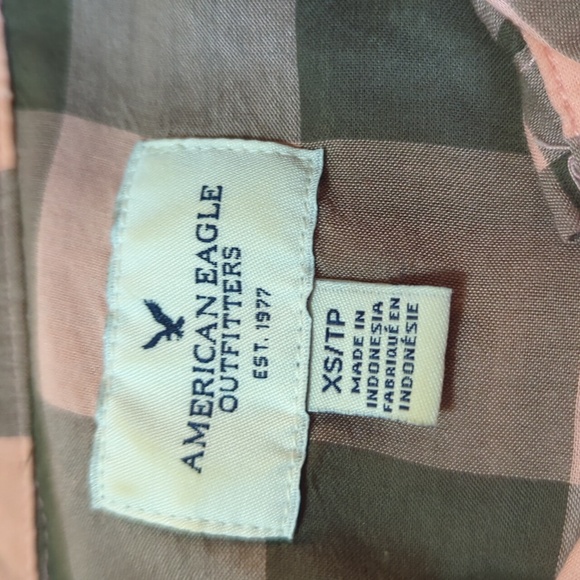 AMERICAN EAGLE
OUTFITTERS
EST. 1977
XS/TP
MADE IN
INDONESIA
FABRIQUÉ EN
INDONÉSIE